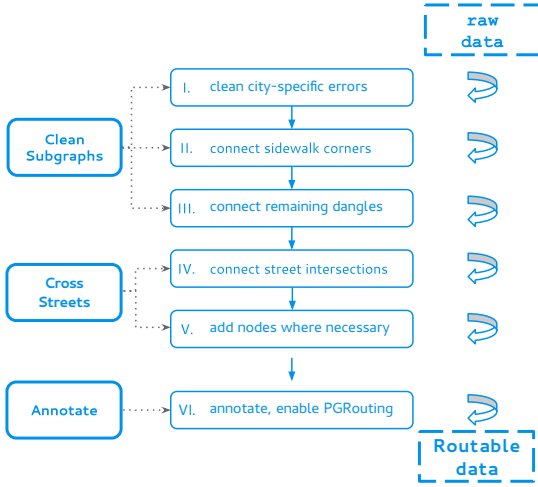 raw
data
I. clean city-specific errors
Clean
Subgraphs
II. connect sidewalk corners
III. connect remaining dangles
IV. connect street intersections
Cross
Streets
V. add nodes where necessary
Annotate
VI. annotate, enable PGRouting
Routable
data